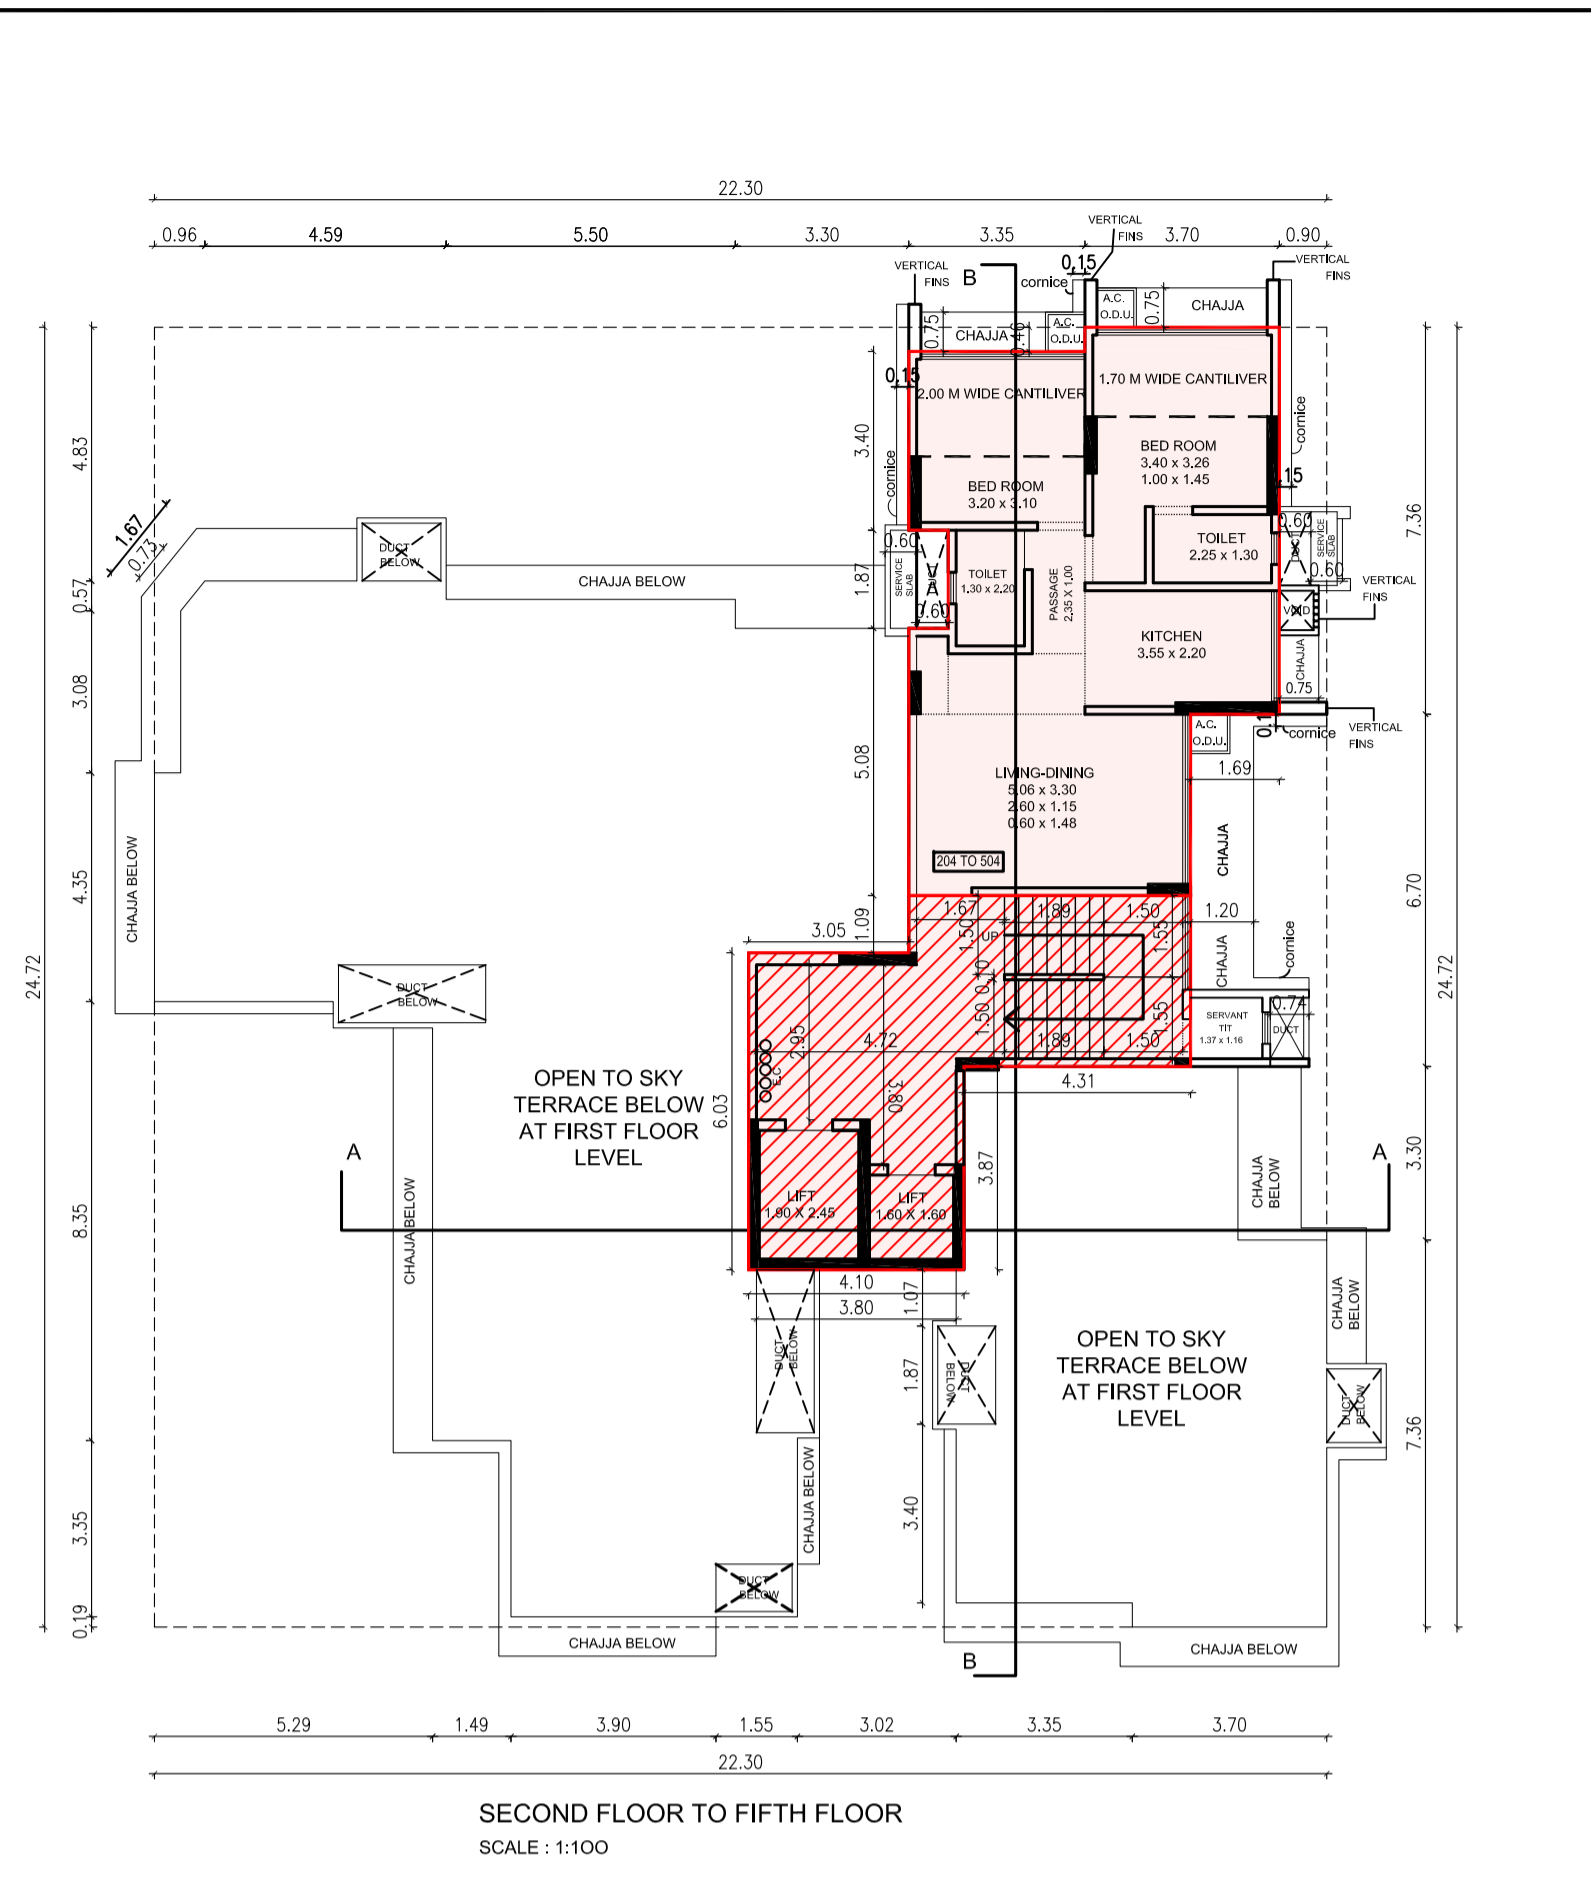 22.30
0.96 4.59 5.50 3.30 3.35 3.70 0.90
VERTICAL
FINS
VERTICAL
FINS
VERTICAL
FINS
B
0.15
cornice
A.C.
O.D.U.
0.75
CHAJJA
0.75
CHAJJA
0.46
A.C.
O.D.U.
0.15
2.00 M WIDE CANTILIVER
1.70 M WIDE CANTILIVER
cornice
4.83
3.40
cornice
BED ROOM
3.40 x 3.26
1.00 x 1.45
BED ROOM
3.20 x 3.10
.15
7.36
1.67
0.73
DUCT
BELOW
0.60
TOILET
2.25 x 1.30
0.60
DUCT
SERVICE
SLAB
0.60
CHAJJA BELOW
0.57
1.87
SERVICE
SLAB
0.60
TOILET
1.30 x 2.20
PASSAGE
2.35 X 1.00
VERTICAL
FINS
VOID
KITCHEN
3.55 x 2.20
CHAJJA
0.75
3.08
A.C.
O.D.U.
0.1
cornice
VERTICAL
FINS
5.08
LIVING-DINING
5.06 x 3.30
2.60 x 1.15
0.60 x 1.48
1.69
CHAJJA
204 TO 504
CHAJJA BELOW
4.35
6.70
1.09
3.05
1.67 1.89 1.50 1.20
1.50
UP
1.55
CHAJJA
cornice
24.72
24.72
DUCT
BELOW
0.10
1.50
1.55
0.74
SERVANT
TIT
1.37 x 1.16
DUCT
2.95
4.72
1.89 1.50
E.C
3.80
4.31
OPEN TO SKY
TERRACE BELOW
AT FIRST FLOOR
LEVEL
6.03
A
A
3.87
3.30
CHAJJA
BELOW
8.35
CHAJJA BELOW
LIFT
1.90 X 2.45
LIFT
1.60 X 1.60
4.10
3.80
1.07
CHAJJA
BELOW
DUCT
BELOW
1.87
DUCT
BELOW
OPEN TO SKY
TERRACE BELOW
AT FIRST FLOOR
LEVEL
DUCT
BELOW
7.36
CHAJJA BELOW
3.40
3.35
DUCT
BELOW
0.19
CHAJJA BELOW
CHAJJA BELOW
B
5.29 1.49 3.90 1.55 3.02 3.35 3.70
22.30
SECOND FLOOR TO FIFTH FLOOR
SCALE : 1:1OO